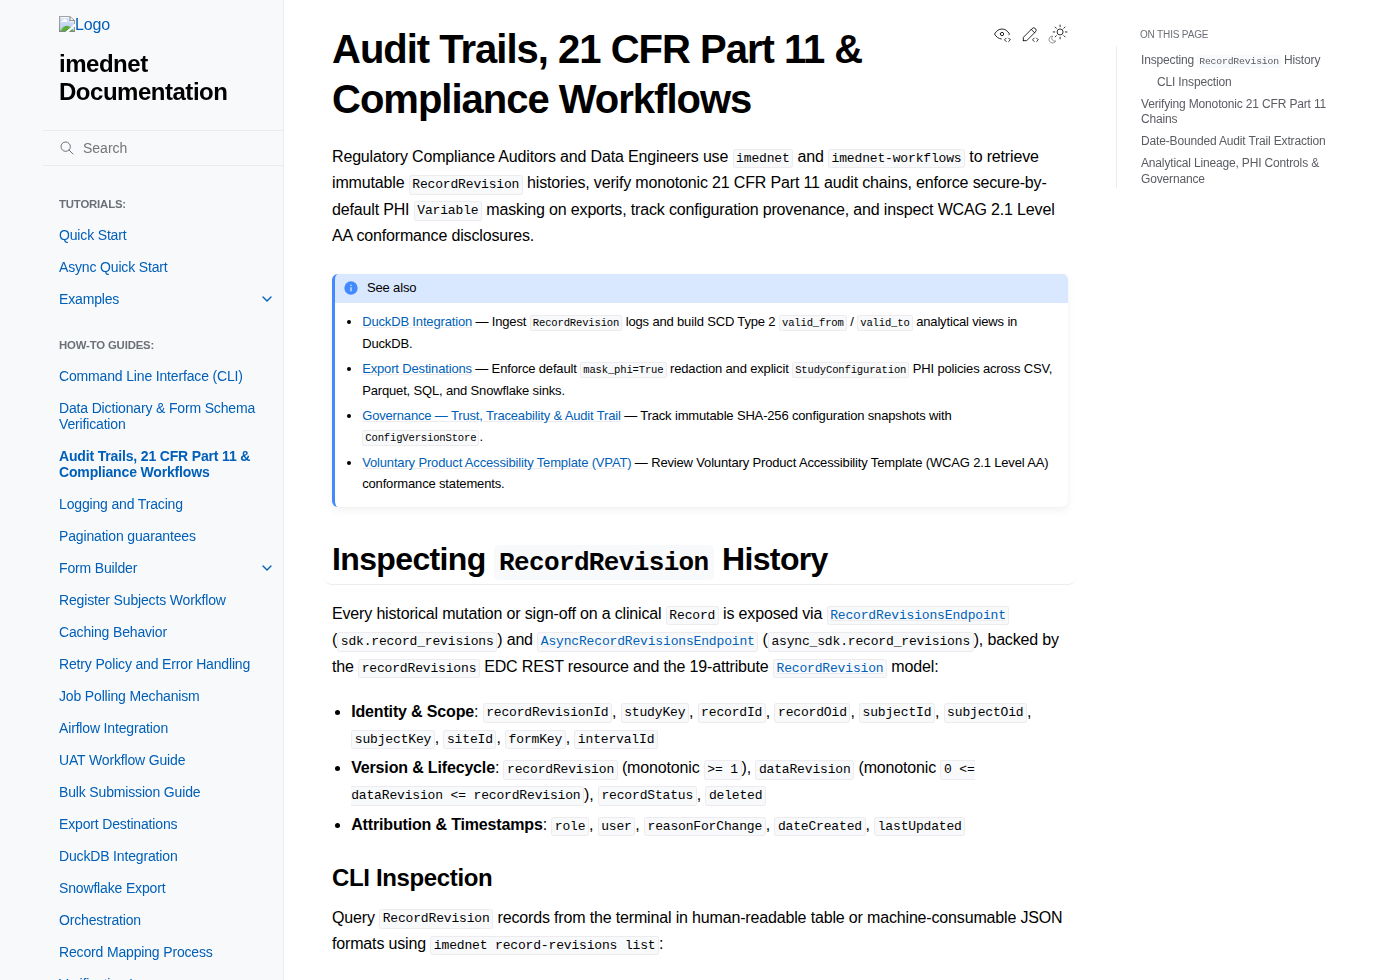 Logo
imednet
Documentation
Search
TUTORIALS:
Quick Start
Async Quick Start
Examples
HOW-TO GUIDES:
Command Line Interface (CLI)
Data Dictionary & Form Schema
Verification
Audit Trails, 21 CFR Part 11 &
Compliance Workflows
Logging and Tracing
Pagination guarantees
Form Builder
Register Subjects Workflow
Caching Behavior
Retry Policy and Error Handling
Job Polling Mechanism
Airflow Integration
UAT Workflow Guide
Bulk Submission Guide
Export Destinations
DuckDB Integration
Snowflake Export
Orchestration
Record Mapping Process
Audit Trails, 21 CFR Part 11 &
Compliance Workflows
Regulatory Compliance Auditors and Data Engineers use imednet and imednet-workflows to retrieve
immutable RecordRevision histories, verify monotonic 21 CFR Part 11 audit chains, enforce secure-by-
default PHI Variable masking on exports, track configuration provenance, and inspect WCAG 2.1 Level
AA conformance disclosures.
See also
• DuckDB Integration — Ingest RecordRevision logs and build SCD Type 2 valid_from / valid_to analytical views in
DuckDB.
• Export Destinations — Enforce default mask_phi=True redaction and explicit StudyConfiguration PHI policies across CSV,
Parquet, SQL, and Snowflake sinks.
• Governance — Trust, Traceability & Audit Trail — Track immutable SHA-256 configuration snapshots with
ConfigVersionStore.
• Voluntary Product Accessibility Template (VPAT) — Review Voluntary Product Accessibility Template (WCAG 2.1 Level AA)
conformance statements.
Inspecting RecordRevision History
Every historical mutation or sign-off on a clinical Record is exposed via RecordRevisionsEndpoint
(sdk.record_revisions) and AsyncRecordRevisionsEndpoint (async_sdk.record_revisions), backed by
the recordRevisions EDC REST resource and the 19-attribute RecordRevision model:
• Identity & Scope: recordRevisionId, studyKey, recordId, recordOid, subjectId, subjectOid,
subjectKey, siteId, formKey, intervalId
• Version & Lifecycle: recordRevision (monotonic >= 1), dataRevision (monotonic 0 <=
dataRevision <= recordRevision), recordStatus, deleted
• Attribution & Timestamps: role, user, reasonForChange, dateCreated, lastUpdated
CLI Inspection
Query RecordRevision records from the terminal in human-readable table or machine-consumable JSON
formats using imednet record-revisions list:
ON THIS PAGE
Inspecting RecordRevision History
CLI Inspection
Verifying Monotonic 21 CFR Part 11
Chains
Date-Bounded Audit Trail Extraction
Analytical Lineage, PHI Controls &
Governance